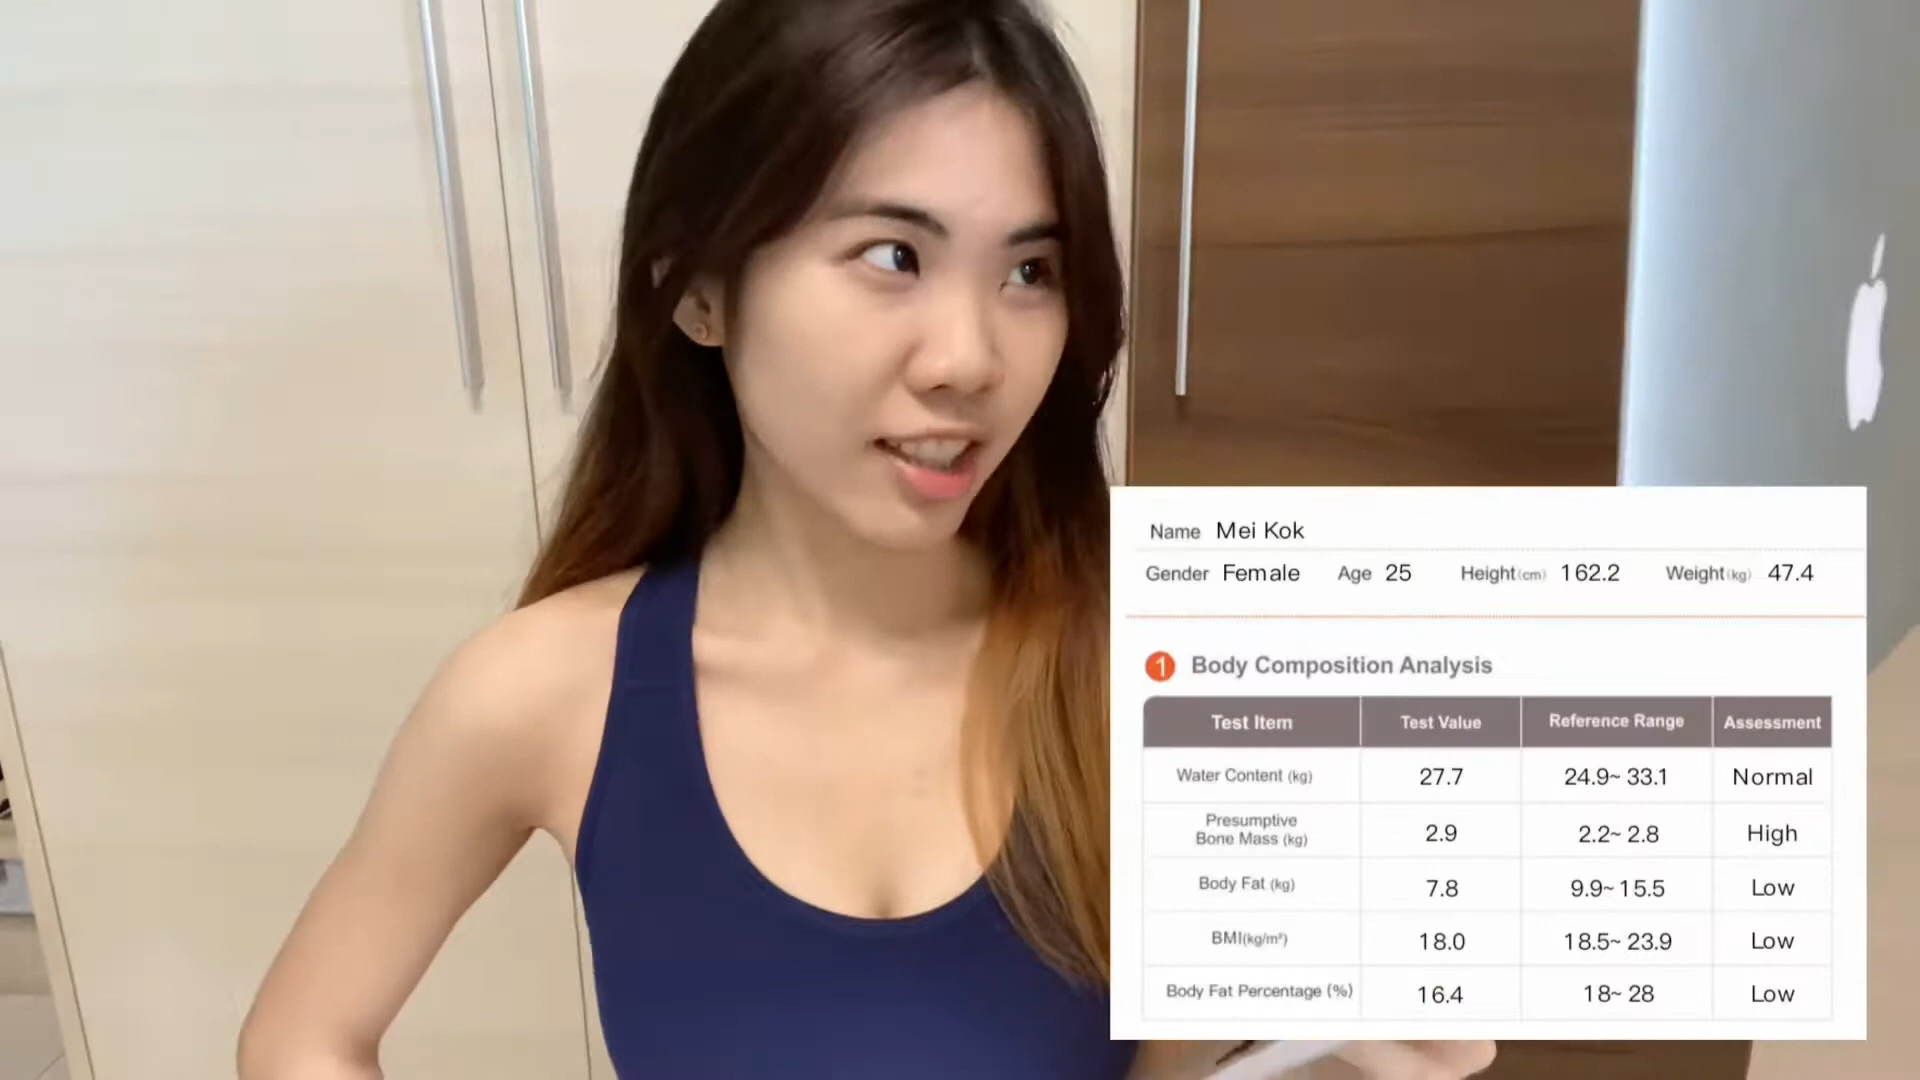 Name Mei Kok
Gender Female Age 25 Height(cm) 162.2 Weight(kg) 47.4
1 Body Composition Analysis
Test Item Test Value Reference Range Assessment
Water Content (kg) 27.7 24.9~ 33.1 Normal
Presumptive
Bone Mass (kg) 2.9 2.2~ 2.8 High
Body Fat (kg) 7.8 9.9~ 15.5 Low
BMI(kg/m²) 18.0 18.5~ 23.9 Low
Body Fat Percentage (%) 16.4 18~ 28 Low